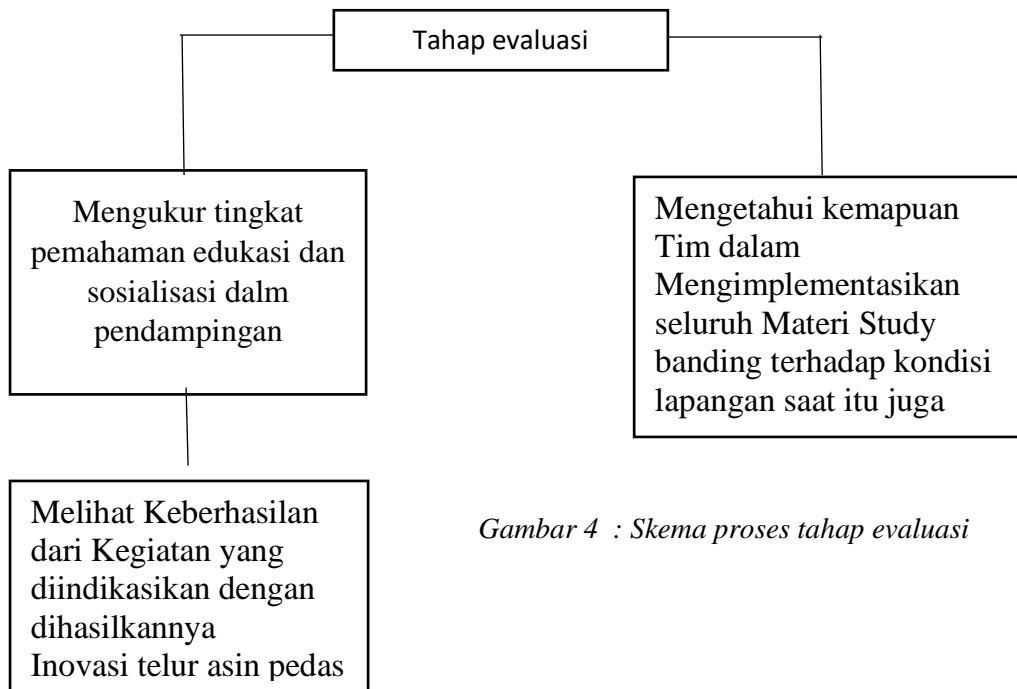 Tahap evaluasi
Mengukur tingkat
pemahaman edukasi dan
sosialisasi dalm
pendampingan
Mengetahui kemapuan
Tim dalam
Mengimplementasikan
seluruh Materi Study
banding terhadap kondisi
lapangan saat itu juga
Melihat Keberhasilan
dari Kegiatan yang
diindikasikan dengan
dihasilkannya
Inovasi telur asin pedas
Gambar 4 : Skema proses tahap evaluasi